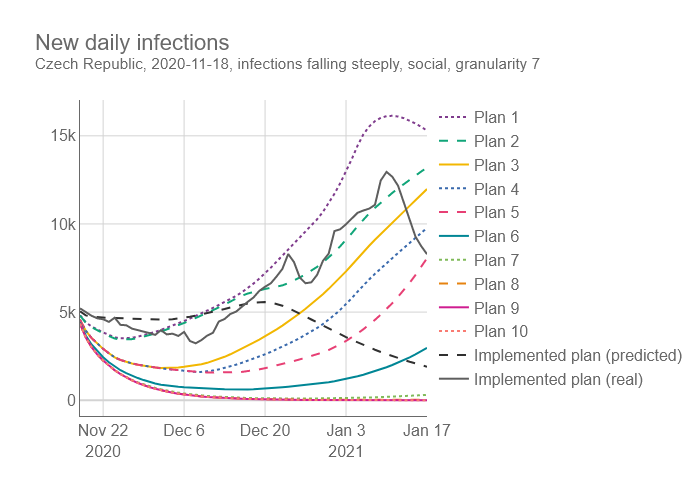 New daily infections
Czech Republic, 2020-11-18, infections falling steeply, social, granularity 7
15k
10k
5k
0
Nov 22
2020
Dec 6
Dec 20
Jan 3
2021
Jan 17
Plan 1
Plan 2
Plan 3
Plan 4
Plan 5
Plan 6
Plan 7
Plan 8
Plan 9
Plan 10
Implemented plan (predicted)
Implemented plan (real)